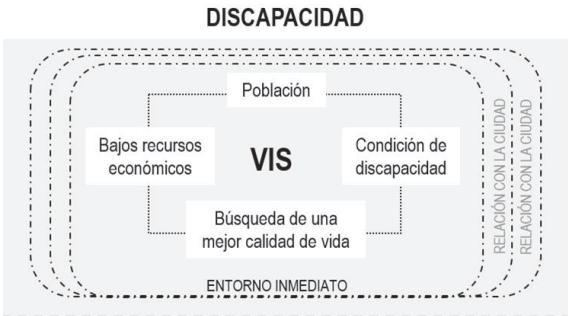 DISCAPACIDAD
Población
Bajos recursos
económicos
VIS
Condición de
discapacidad
Búsqueda de una
mejor calidad de vida
ENTORNO INMEDIATO
RELACIÓN CON LA CIUDAD
RELACIÓN CON LA CIUDAD